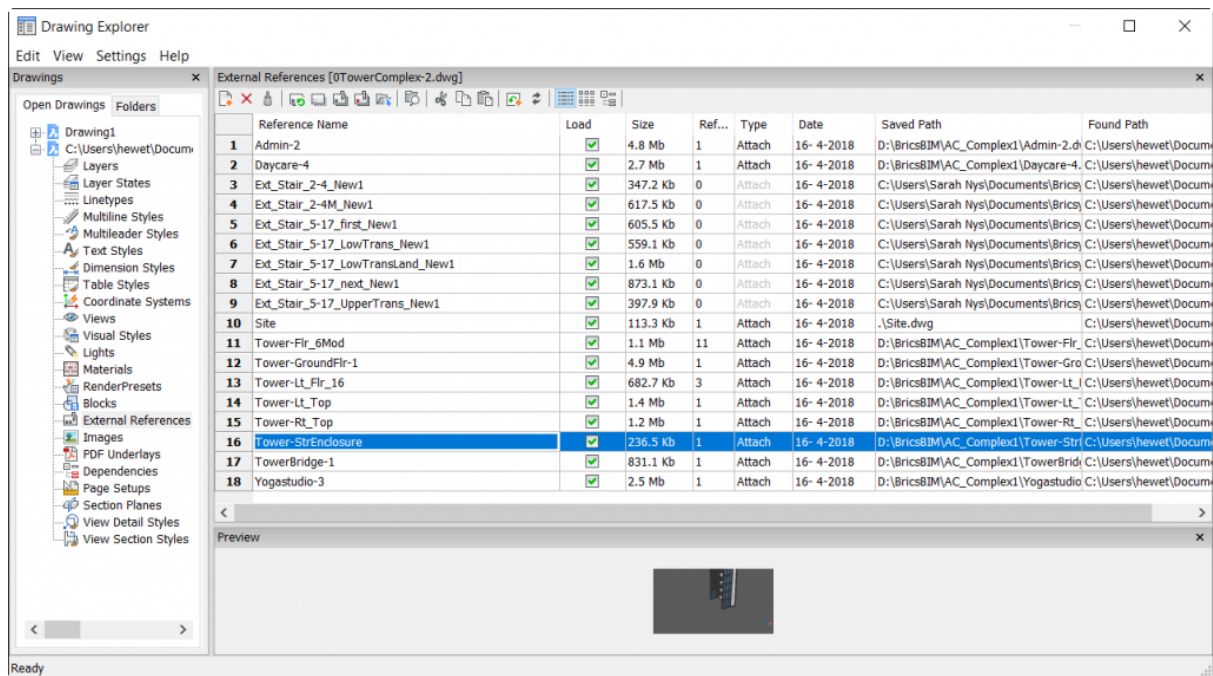 Drawing Explorer
Edit View Settings Help
Drawings
External References [0TowerComplex-2.dwg]
Open Drawings Folders
Drawing1
C:\Users\hewet\Docum
Layers
Layer States
Linetypes
Multiline Styles
Multileader Styles
Text Styles
Dimension Styles
Table Styles
Coordinate Systems
Views
Visual Styles
Lights
Materials
RenderPresets
Blocks
External References
Images
PDF Underlays
Dependencies
Page Setups
Section Planes
View Detail Styles
View Section Styles
Reference Name Load Size Ref... Type Date Saved Path Found Path
1 Admin-2 4.8 Mb 1 Attach 16- 4-2018 D:\BricsBIM\AC_Complex1\Admin-2.d C:\Users\hewet\Docum
2 Daycare-4 2.7 Mb 1 Attach 16- 4-2018 D:\BricsBIM\AC_Complex1\Daycare-4. C:\Users\hewet\Docum
3 Ext_Stair_2-4_New1 347.2 Kb 0 Attach 16- 4-2018 C:\Users\Sarah Nys\Documents\Bricsy C:\Users\hewet\Docum
4 Ext_Stair_2-4M_New1 617.5 Kb 0 Attach 16- 4-2018 C:\Users\Sarah Nys\Documents\Bricsy C:\Users\hewet\Docum
5 Ext_Stair_5-17_first_New1 605.5 Kb 0 Attach 16- 4-2018 C:\Users\Sarah Nys\Documents\Bricsy C:\Users\hewet\Docum
6 Ext_Stair_5-17_LowTrans_New1 559.1 Kb 0 Attach 16- 4-2018 C:\Users\Sarah Nys\Documents\Bricsy C:\Users\hewet\Docum
7 Ext_Stair_5-17_LowTransLand_New1 1.6 Mb 0 Attach 16- 4-2018 C:\Users\Sarah Nys\Documents\Bricsy C:\Users\hewet\Docum
8 Ext_Stair_5-17_next_New1 873.1 Kb 0 Attach 16- 4-2018 C:\Users\Sarah Nys\Documents\Bricsy C:\Users\hewet\Docum
9 Ext_Stair_5-17_UpperTrans_New1 397.9 Kb 0 Attach 16- 4-2018 C:\Users\Sarah Nys\Documents\Bricsy C:\Users\hewet\Docum
10 Site 113.3 Kb 1 Attach 16- 4-2018 .\Site.dwg C:\Users\hewet\Docum
11 Tower-Flr_6Mod 1.1 Mb 11 Attach 16- 4-2018 D:\BricsBIM\AC_Complex1\Tower-Flr_ C:\Users\hewet\Docum
12 Tower-GroundFlr-1 4.9 Mb 1 Attach 16- 4-2018 D:\BricsBIM\AC_Complex1\Tower-Gro C:\Users\hewet\Docum
13 Tower-Lt_Flr_16 682.7 Kb 3 Attach 16- 4-2018 D:\BricsBIM\AC_Complex1\Tower-Lt_ C:\Users\hewet\Docum
14 Tower-Lt_Top 1.4 Mb 1 Attach 16- 4-2018 D:\BricsBIM\AC_Complex1\Tower-Lt_ C:\Users\hewet\Docum
15 Tower-Rt_Top 1.2 Mb 1 Attach 16- 4-2018 D:\BricsBIM\AC_Complex1\Tower-Rt_ C:\Users\hewet\Docum
16 Tower-StrEnclosure 236.5 Kb 1 Attach 16- 4-2018 D:\BricsBIM\AC_Complex1\Tower-Str C:\Users\hewet\Docum
17 TowerBridge-1 831.1 Kb 1 Attach 16- 4-2018 D:\BricsBIM\AC_Complex1\TowerBrid C:\Users\hewet\Docum
18 Yogastudio-3 2.5 Mb 1 Attach 16- 4-2018 D:\BricsBIM\AC_Complex1\Yogastudio C:\Users\hewet\Docum
Preview
Ready